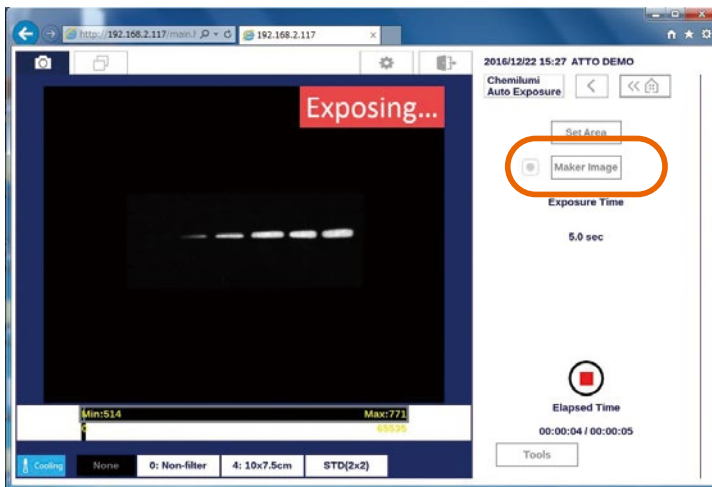 http://192.168.2.117/main.h
192.168.2.117
2016/12/22 15:27 ATTO DEMO
Chemilumi
Auto Exposure
Exposing...
Set Area
Maker Image
Exposure Time
5.0 sec
Min:514
Max:771
65535
Elapsed Time
00:00:04 / 00:00:05
Tools
Cooling
None
0: Non-filter
4: 10x7.5cm
STD(2x2)